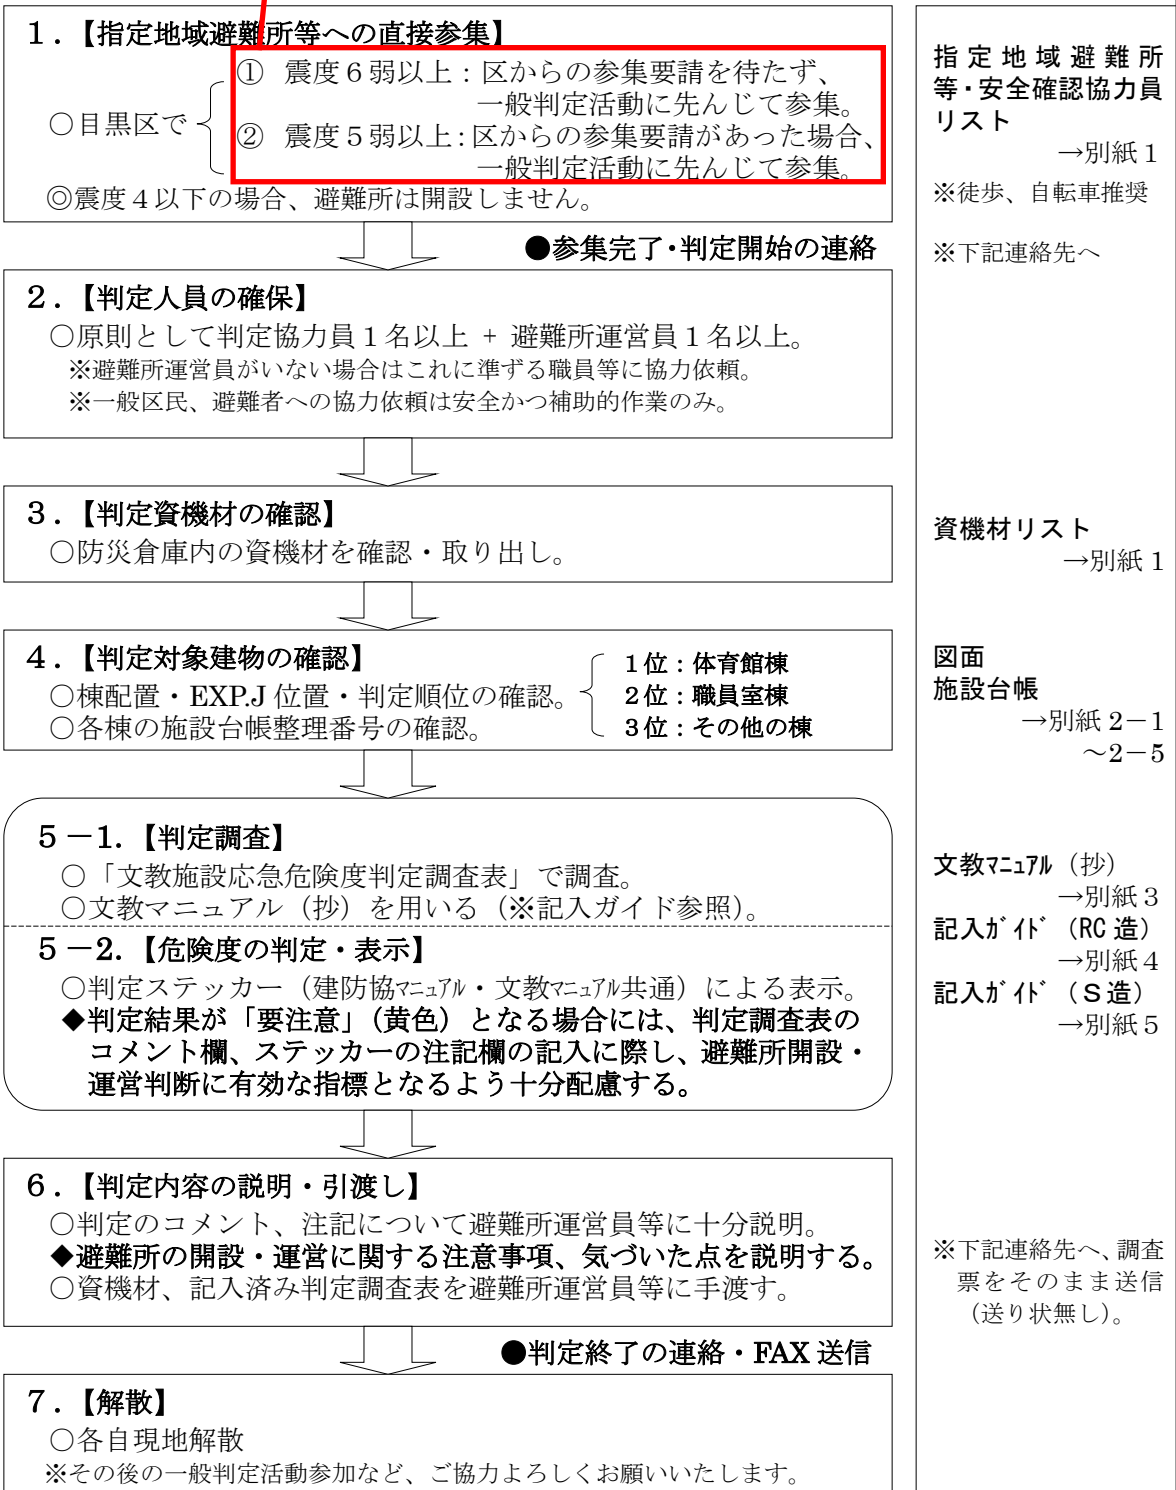 １．【指定地域避難所等への直接参集】
○目黒区で
① 震度６弱以上：区からの参集要請を待たず、
一般判定活動に先んじて参集。
② 震度５弱以上：区からの参集要請があった場合、
一般判定活動に先んじて参集。
◎震度４以下の場合、避難所は開設しません。
●参集完了・判定開始の連絡
２．【判定人員の確保】
○原則として判定協力員１名以上 + 避難所運営員１名以上。
※避難所運営員がいない場合はこれに準ずる職員等に協力依頼。
※一般区民、避難者への協力依頼は安全かつ補助的作業のみ。
３．【判定資機材の確認】
○防災倉庫内の資機材を確認・取り出し。
４．【判定対象建物の確認】
○棟配置・EXP.J 位置・判定順位の確認。
○各棟の施設台帳整理番号の確認。
１位：体育館棟
２位：職員室棟
３位：その他の棟
５－１.【判定調査】
○「文教施設応急危険度判定調査表」で調査。
○文教マニュアル（抄）を用いる（※記入ガイド参照）。
５－２.【危険度の判定・表示】
○判定ステッカー（建防協ﾏﾆｭｱﾙ・文教ﾏﾆｭｱﾙ共通）による表示。
◆判定結果が「要注意」（黄色）となる場合には、判定調査表の
コメント欄、ステッカーの注記欄の記入に際し、避難所開設・
運営判断に有効な指標となるよう十分配慮する。
６．【判定内容の説明・引渡し】
○判定のコメント、注記について避難所運営員等に十分説明。
◆避難所の開設・運営に関する注意事項、気づいた点を説明する。
○資機材、記入済み判定調査表を避難所運営員等に手渡す。
●判定終了の連絡・FAX 送信
７．【解散】
○各自現地解散
※その後の一般判定活動参加など、ご協力よろしくお願いいたします。
指定地域避難所
等・安全確認協力員
リスト
→別紙１
※徒歩、自転車推奨
※下記連絡先へ
資機材リスト
→別紙１
図面
施設台帳
→別紙２－１
～２－５
文教ﾏﾆｭｱﾙ（抄）
→別紙３
記入ｶﾞｲﾄﾞ（RC 造）
→別紙４
記入ｶﾞｲﾄﾞ（Ｓ造）
→別紙５
※下記連絡先へ、調査
票をそのまま送信
（送り状無し）。